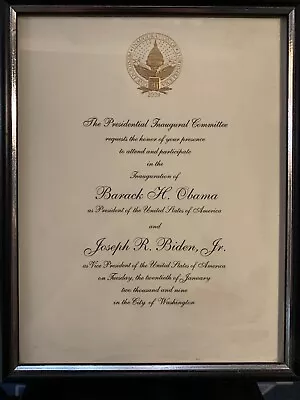 2009
The Presidential Inaugural Committee
requests the honor of your presence
to attend and participate
in the
Inauguration of
Barack H. Obama
as President of the United States of America
and
Joseph R. Biden, Jr.
as Vice President of the United States of America
on Tuesday, the twentieth of January
two thousand and nine
in the City of Washington